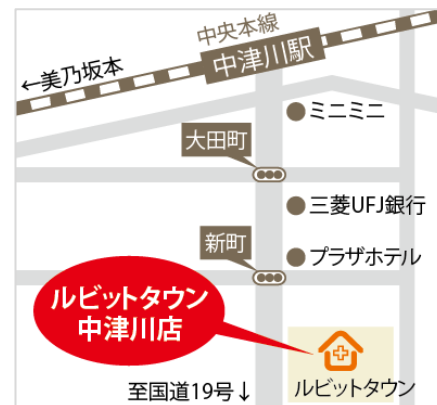 中央本線
中津川駅
←美乃坂本
ミニミニ
大田町
三菱UFJ銀行
新町
プラザホテル
ルビットタウン
中津川店
至国道19号↓
ルビットタウン